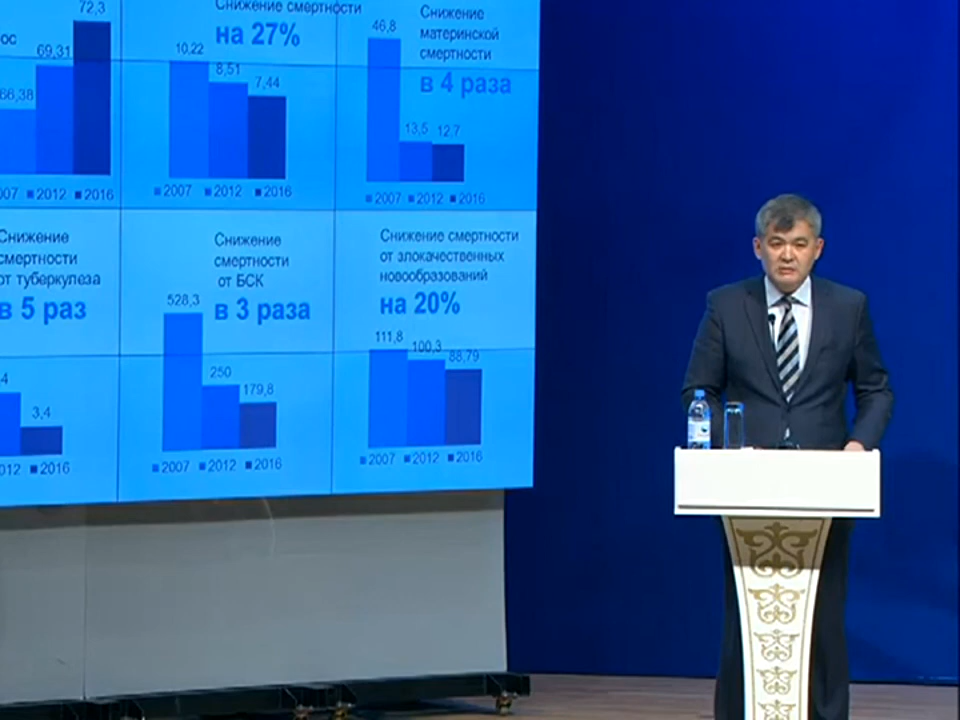 72,3
69,31
66,38
2012
2016
Снижение смертности
на 27%
10,22
8,51
7,44
2007
2012
2016
Снижение
материнской
смертности
в 4 раза
46,8
13,5
12,7
2007
2012
2016
Снижение
смертности
от туберкулеза
в 5 раз
3,4
2016
Снижение
смертности
от БСК
в 3 раза
528,3
250
179,8
2007
2012
2016
Снижение смертности
от злокачественных
новообразований
на 20%
111,8
100,3
88,79
2007
2012
2016